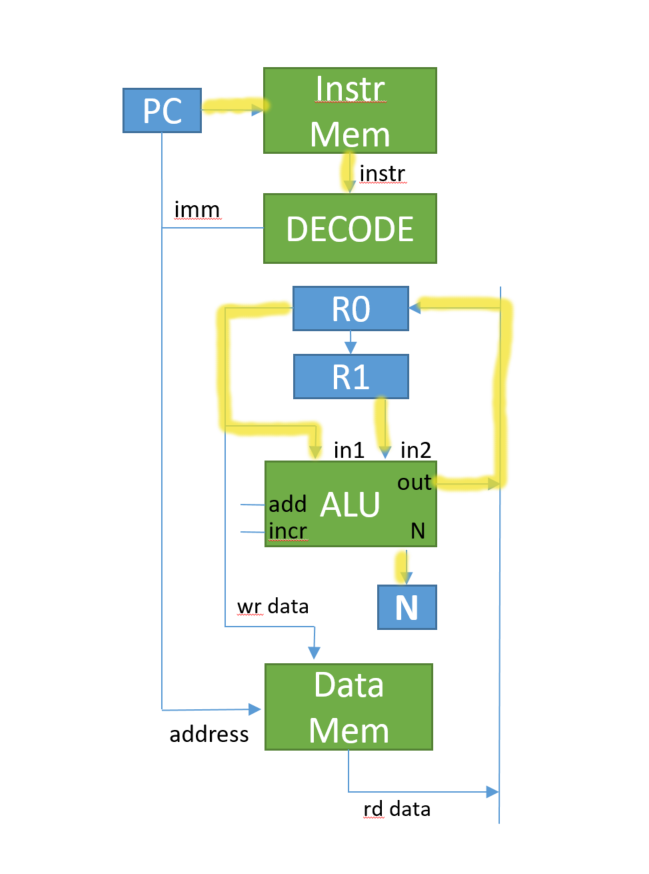 Instr
PC
Mem
instr
imm
DECODE
R0
R1
in1 in2
out
add ALU
incr N
N
wr data
Data
Mem
address
rd data